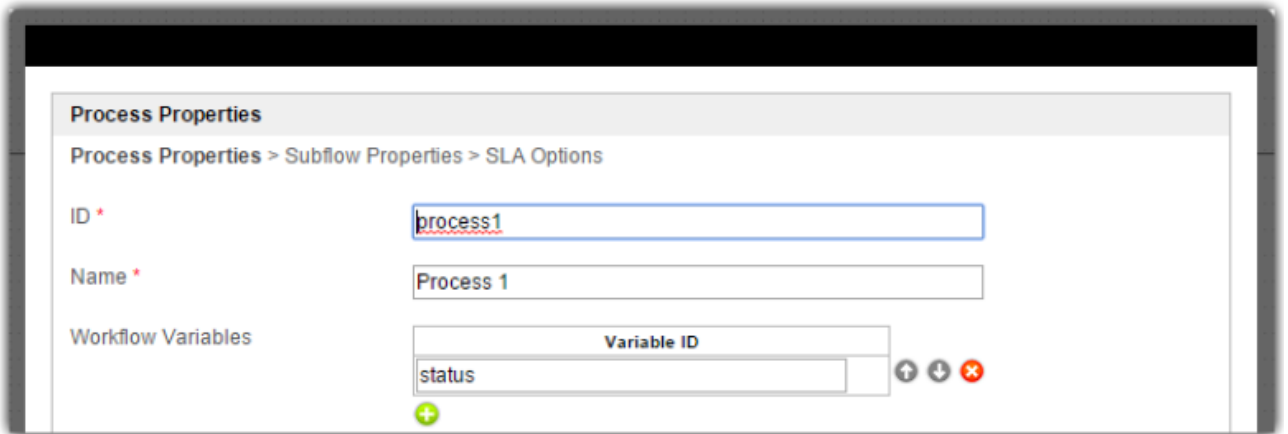 Process Properties
Process Properties > Subflow Properties > SLA Options
ID *
process1
Name *
Process 1
Workflow Variables
Variable ID
status